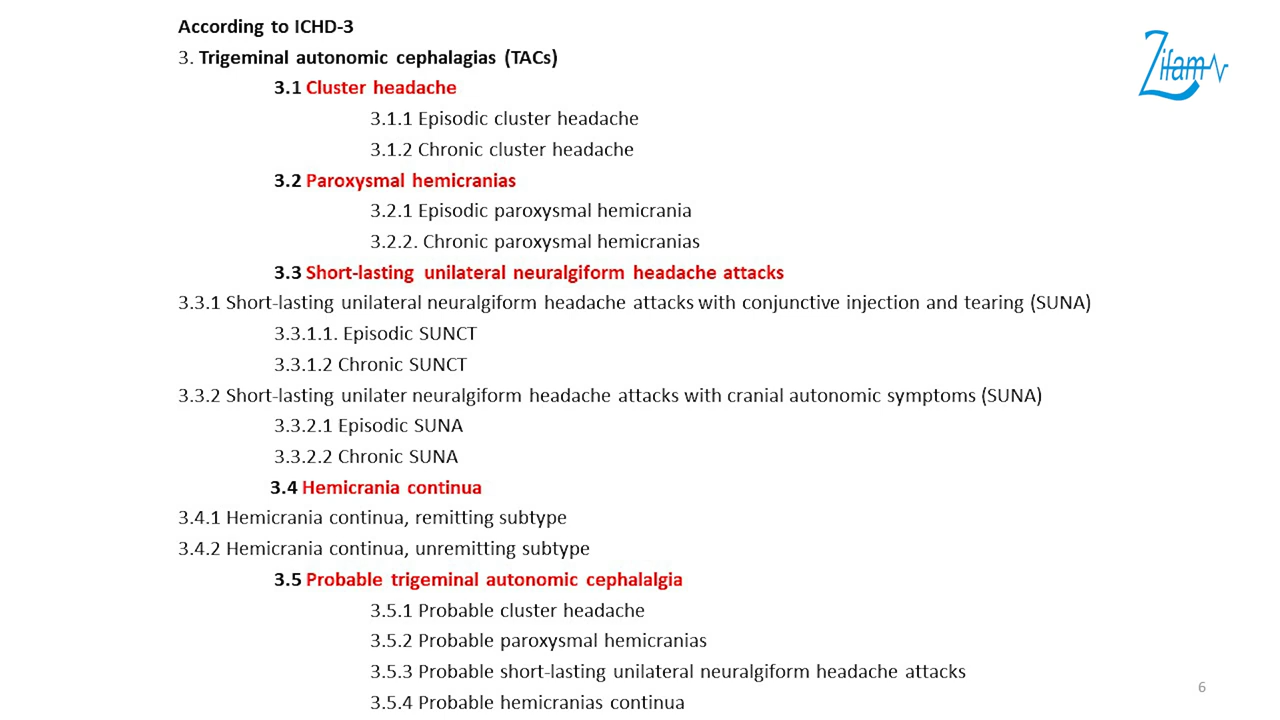 According to ICHD-3
3. Trigeminal autonomic cephalagias (TACs)
3.1 Cluster headache
3.1.1 Episodic cluster headache
3.1.2 Chronic cluster headache
3.2 Paroxysmal hemicranias
3.2.1 Episodic paroxysmal hemicrania
3.2.2. Chronic paroxysmal hemicranias
3.3 Short-lasting unilateral neuralgiform headache attacks
3.3.1 Short-lasting unilateral neuralgiform headache attacks with conjunctive injection and tearing (SUNA)
3.3.1.1. Episodic SUNCT
3.3.1.2 Chronic SUNCT
3.3.2 Short-lasting unilater neuralgiform headache attacks with cranial autonomic symptoms (SUNA)
3.3.2.1 Episodic SUNA
3.3.2.2 Chronic SUNA
3.4 Hemicrania continua
3.4.1 Hemicrania continua, remitting subtype
3.4.2 Hemicrania continua, unremitting subtype
3.5 Probable trigeminal autonomic cephalalgia
3.5.1 Probable cluster headache
3.5.2 Probable paroxysmal hemicranias
3.5.3 Probable short-lasting unilateral neuralgiform headache attacks
3.5.4 Probable hemicranias continua
Zifam
6